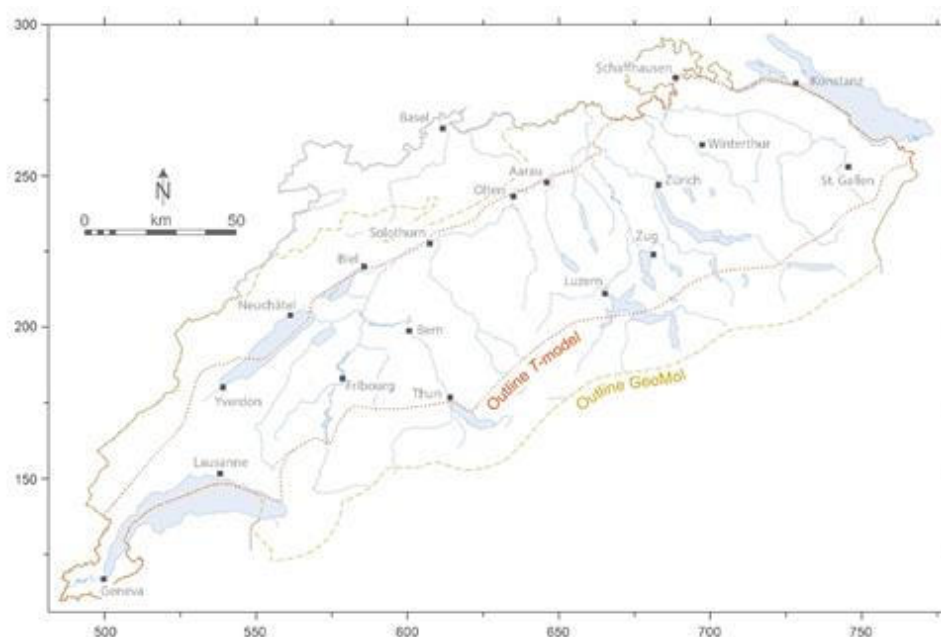 300
Schaffhausen
Konstanz
Basel
Winterthur
Aarau
250
N
Olten
Zürich
St. Gallen
0 km 50
Solothurn
Zug
Biel
Luzern
Neuchâtel
200
Bern
Outline T-model
Fribourg
Thun
Outline GeoMol
Yverdon
Lausanne
150
Geneva
500 550 600 650 700 750